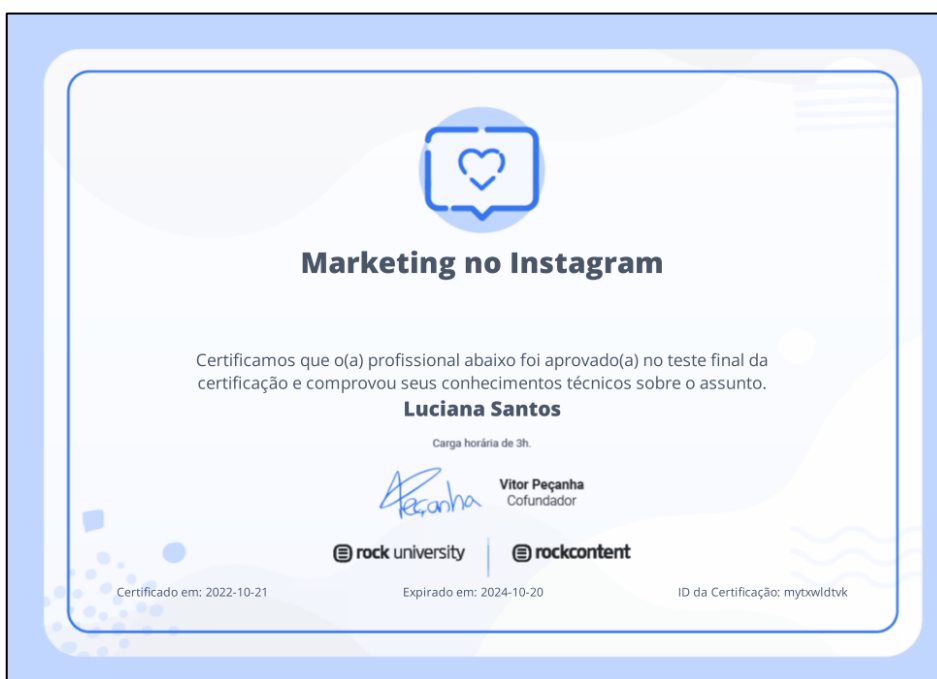 Marketing no Instagram
Certificamos que o(a) profissional abaixo foi aprovado(a) no teste final da
certificação e comprovou seus conhecimentos técnicos sobre o assunto.
Luciana Santos
Carga horária de 3h.
Peçanha
Vitor Peçanha
Cofundador
rock university
rockcontent
Certificado em: 2022-10-21
Expirado em: 2024-10-20
ID da Certificação: mytxwldtvk